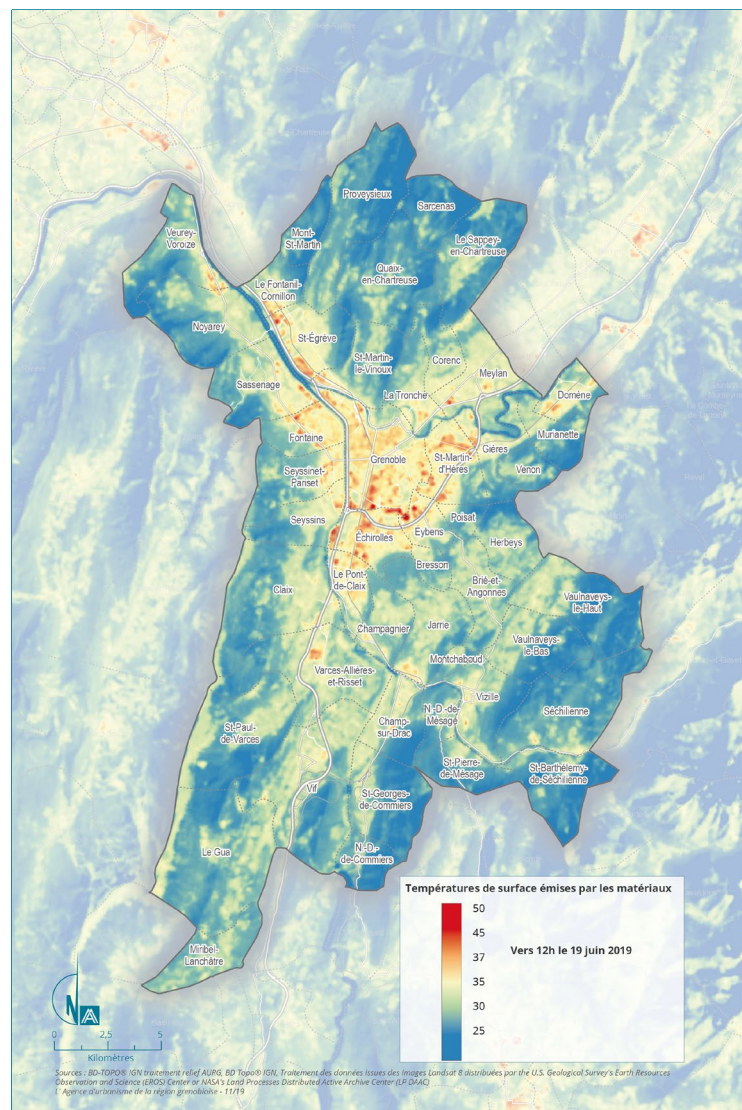 Proveysieux
Sarcenas
Veurey-
Voroize
Mont-
St-Martin
Le Sappey-
en-Chartreuse
Quaix-
en-Chartreuse
Le Fontanil-
Cornillon
Noyarey
St-Égrève
St-Martin-
le-Vinoux
Corenc
Meylan
Sassenage
La Tronche
Domène
Fontaine
Murianette
Grenoble
St-Martin-
d'Hères
Gières
Venon
Seyssinet-
Pariset
Seyssins
Poisat
Eybens
Échirolles
Herbeys
Bresson
Le Pont-
de-Claix
Claix
Brié-et-
Angonnes
Vaulnaveys-
le-Haut
Champagnier
Jarrie
Vaulnaveys-
le-Bas
Montchaboud
Varces-Allières-
et-Risset
Vizille
N.-D.-de-
Mésage
Séchilienne
St-Paul-
de-Varces
Champ-
sur-Drac
St-Pierre-
de-Mésage
St-Barthélemy-
de-Séchilienne
Vif
St-Georges-
de-Commiers
Le Gua
N.-D.-
de-Commiers
Miribel-
Lanchâtre
Températures de surface émises par les matériaux
50
45
37
35
30
25
Vers 12h le 19 juin 2019
N
0 2,5 5
Kilomètres
Sources : BD-TOPO® IGN traitement relief AURG, BD Topo® IGN, Traitement des données issues des images Landsat 8 distribuées par the U.S. Geological Survey's Earth Resources
Observation and Science (EROS) Center or NASA's Land Processes Distributed Active Archive Center (LP DAAC)
L' Agence d'urbanisme de la région grenobloise - 11/19